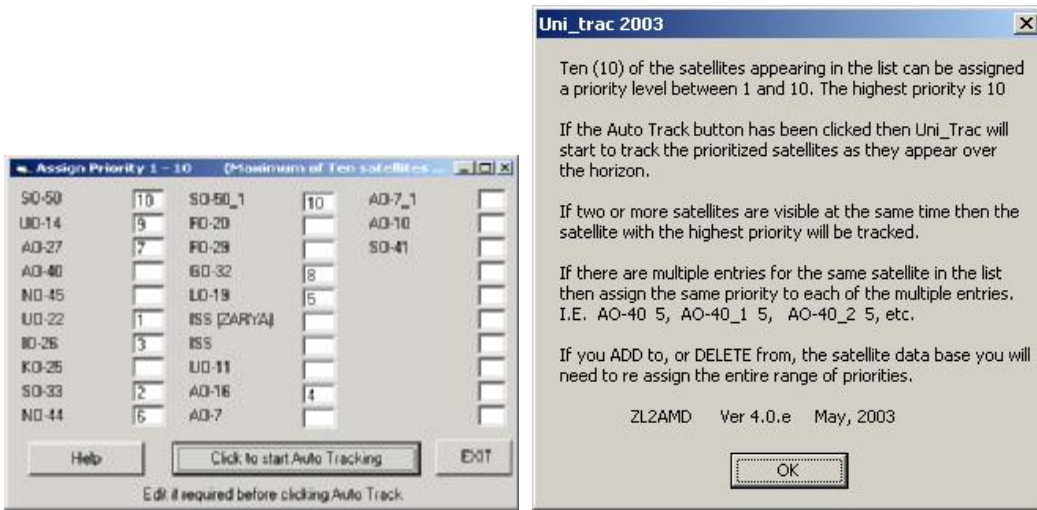 Assign Priority 1 - 10 (Maximum of Ten satellites ...
SO-50 10 SO-50_1 10 AO-7_1
UO-14 9 FO-20 AO-10
AO-27 7 FO-29 SO-41
AO-40 GO-32 8
NO-45 LO-19 5
UO-22 1 ISS [ZARYA]
IO-26 3 ISS
KO-25 UO-11
SO-33 2 AO-16 4
NO-44 6 AO-7
Help Click to start Auto Tracking EXIT
Edit if required before clicking Auto Track
Uni_trac 2003
Ten (10) of the satellites appearing in the list can be assigned
a priority level between 1 and 10. The highest priority is 10
If the Auto Track button has been clicked then Uni_Trac will
start to track the prioritized satellites as they appear over
the horizon.
If two or more satellites are visible at the same time then the
satellite with the highest priority will be tracked.
If there are multiple entries for the same satellite in the list
then assign the same priority to each of the multiple entries.
I.E. AO-40 5, AO-40_1 5, AO-40_2 5, etc.
If you ADD to, or DELETE from, the satellite data base you will
need to re assign the entire range of priorities.
ZL2AMD Ver 4.0.e May, 2003
OK